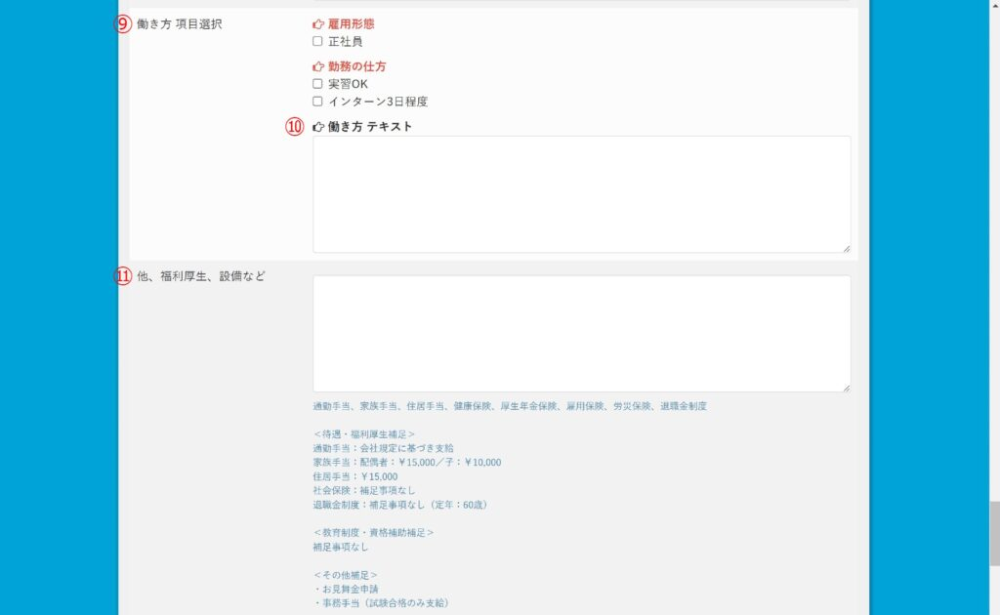 ⑨ 働き方 項目選択
雇用形態
正社員
勤務の仕方
実習OK
インターン3日程度
⑩ 働き方 テキスト
⑪ 他、福利厚生、設備など
通勤手当、家族手当、住居手当、健康保険、厚生年金保険、雇用保険、労災保険、退職金制度
＜待遇・福利厚生補足＞
通勤手当：会社規定に基づき支給
家族手当：配偶者：￥15,000／子：￥10,000
住居手当：￥15,000
社会保険：補足事項なし
退職金制度：補足事項なし（定年：60歳）
＜教育制度・資格補助補足＞
補足事項なし
＜その他補足＞
・お見舞金申請
・事務手当（試験合格のみ支給）